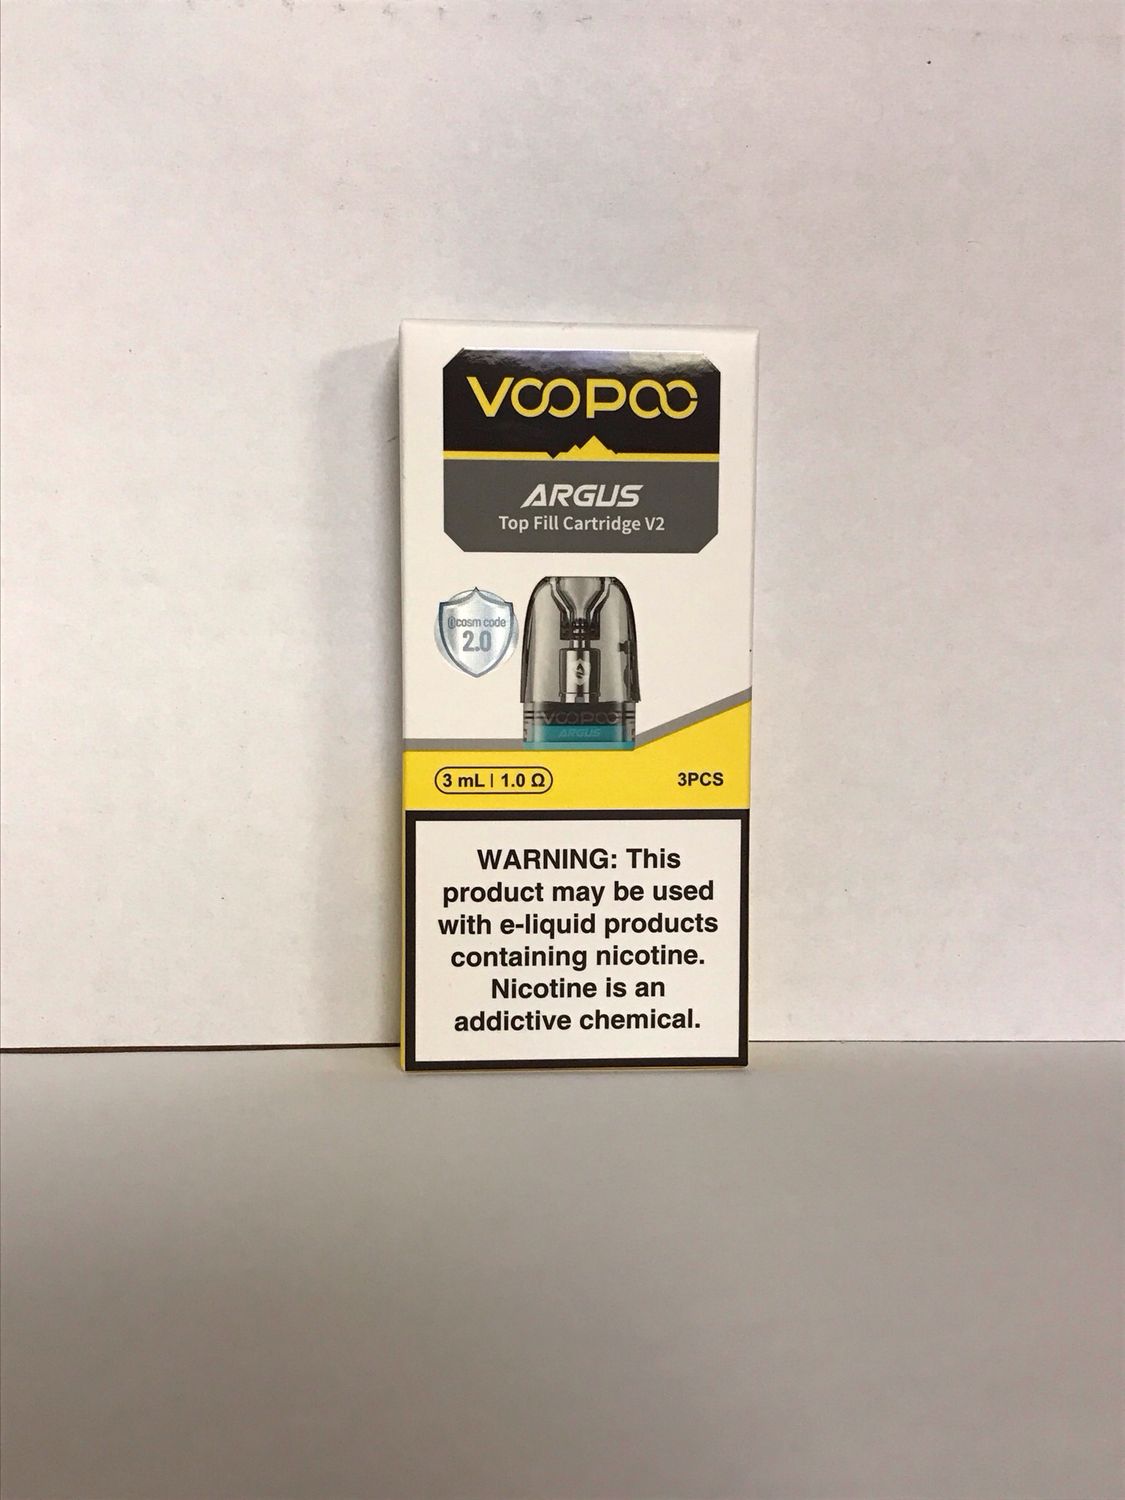 VOOPOO
ARGUS
Top Fill Cartridge V2
cosm code
2.0
VOOPOO
ARGUS
3 mL | 1.0 Ω
3PCS
WARNING: This
product may be used
with e-liquid products
containing nicotine.
Nicotine is an
addictive chemical.